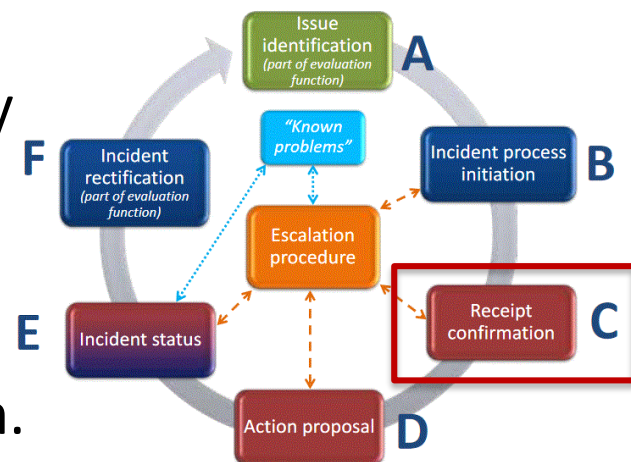 Issue
identification
(part of evaluation
function)
A
y
"Known
problems"
F
Incident
rectification
(part of evaluation
function)
Incident process
initiation
B
Escalation
procedure
E
Incident status
Receipt
confirmation
C
n.
Action proposal
D